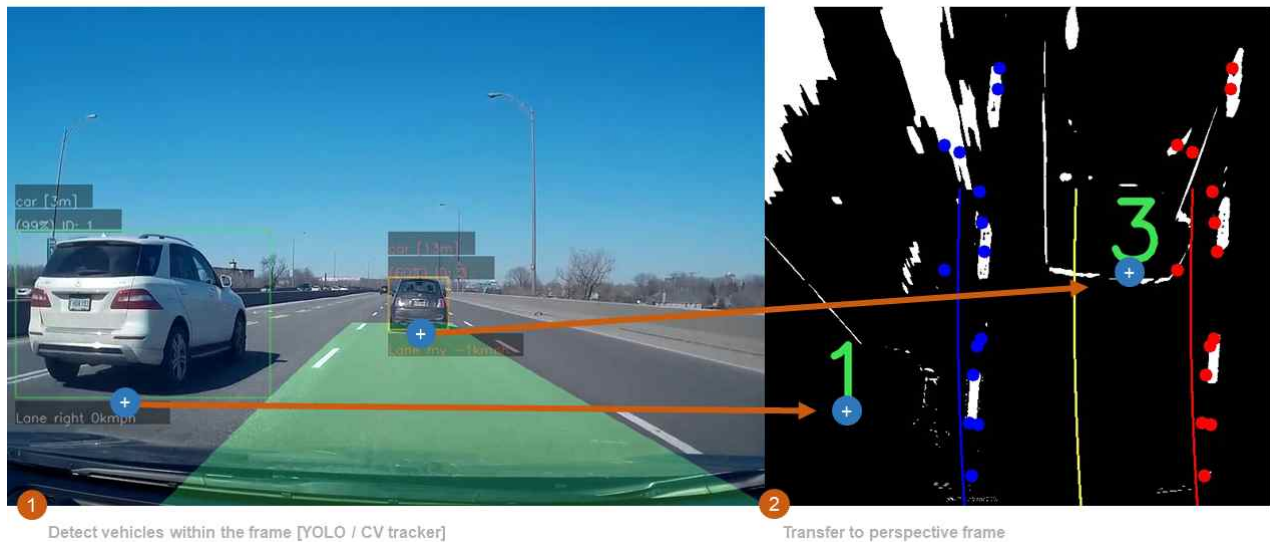 car [3m]
(99%) ID: 1
car [13m]
Lane my -1kmph
Lane right 0kmph
3
1
1
Detect vehicles within the frame [YOLO / CV tracker]
2
Transfer to perspective frame